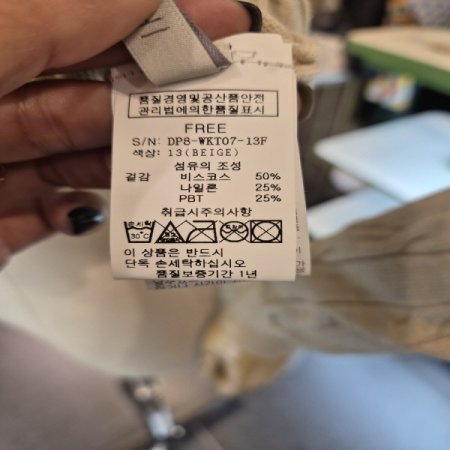 품질경영및공산품안전
관리법에의한품질표시
FREE
S/N: DP8-WKT07-13F
색상: 13(BEIGE)
섬유의 조성
겉감 비스코스 50%
나일론 25%
PBT 25%
취급시주의사항
손세탁
30°C
이 상품은 반드시
단독 손세탁하십시오
품질보증기간 1년